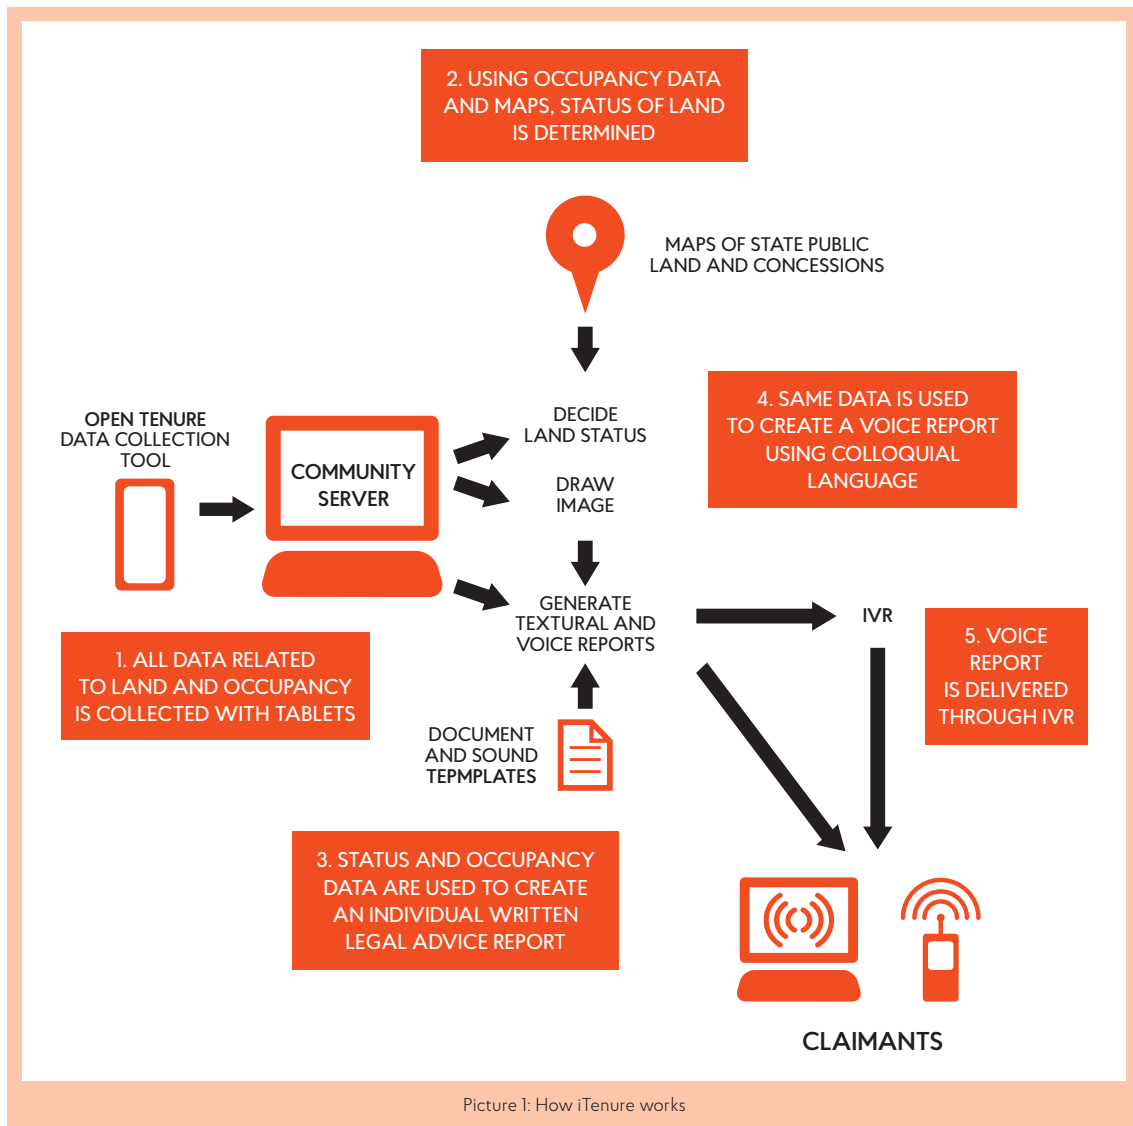 2. USING OCCUPANCY DATA
AND MAPS, STATUS OF LAND
IS DETERMINED
MAPS OF STATE PUBLIC
LAND AND CONCESSIONS
OPEN TENURE
DATA COLLECTION
TOOL
COMMUNITY
SERVER
DECIDE
LAND STATUS
DRAW
IMAGE
4. SAME DATA IS USED
TO CREATE A VOICE REPORT
USING COLLOQUIAL
LANGUAGE
GENERATE
TEXTURAL AND
VOICE REPORTS
IVR
1. ALL DATA RELATED
TO LAND AND OCCUPANCY
IS COLLECTED WITH TABLETS
5. VOICE
REPORT
IS DELIVERED
THROUGH IVR
DOCUMENT
AND SOUND
TEPMPLATES
3. STATUS AND OCCUPANCY
DATA ARE USED TO CREATE
AN INDIVIDUAL WRITTEN
LEGAL ADVICE REPORT
CLAIMANTS
Picture 1: How iTenure works